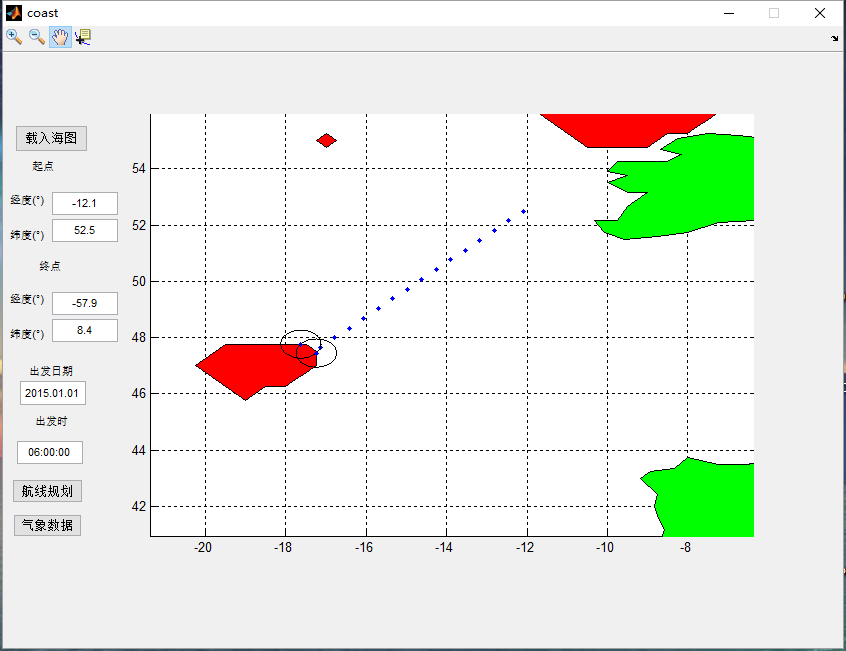 coast
载入海图
起点
经度(°)
-12.1
纬度(°)
52.5
终点
经度(°)
-57.9
纬度(°)
8.4
出发日期
2015.01.01
出发时
06:00:00
航线规划
气象数据
54
52
50
48
46
44
42
-20
-18
-16
-14
-12
-10
-8